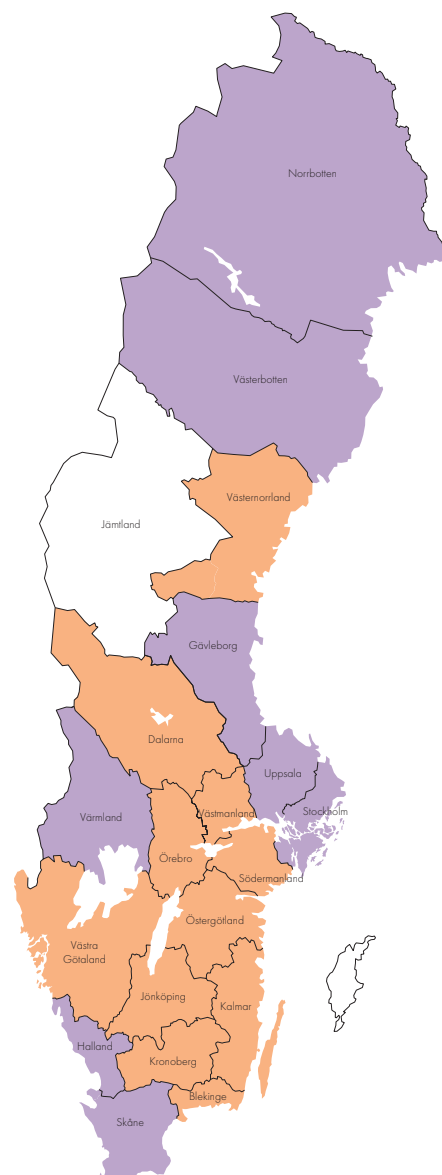 Norrbotten
Västerbotten
Västernorrland
Jämtland
Gävleborg
Dalarna
Uppsala
Västmanland
Stockholm
Värmland
Örebro
Södermanland
Östergötland
Västra
Götaland
Jönköping
Kalmar
Halland
Kronoberg
Blekinge
Skåne